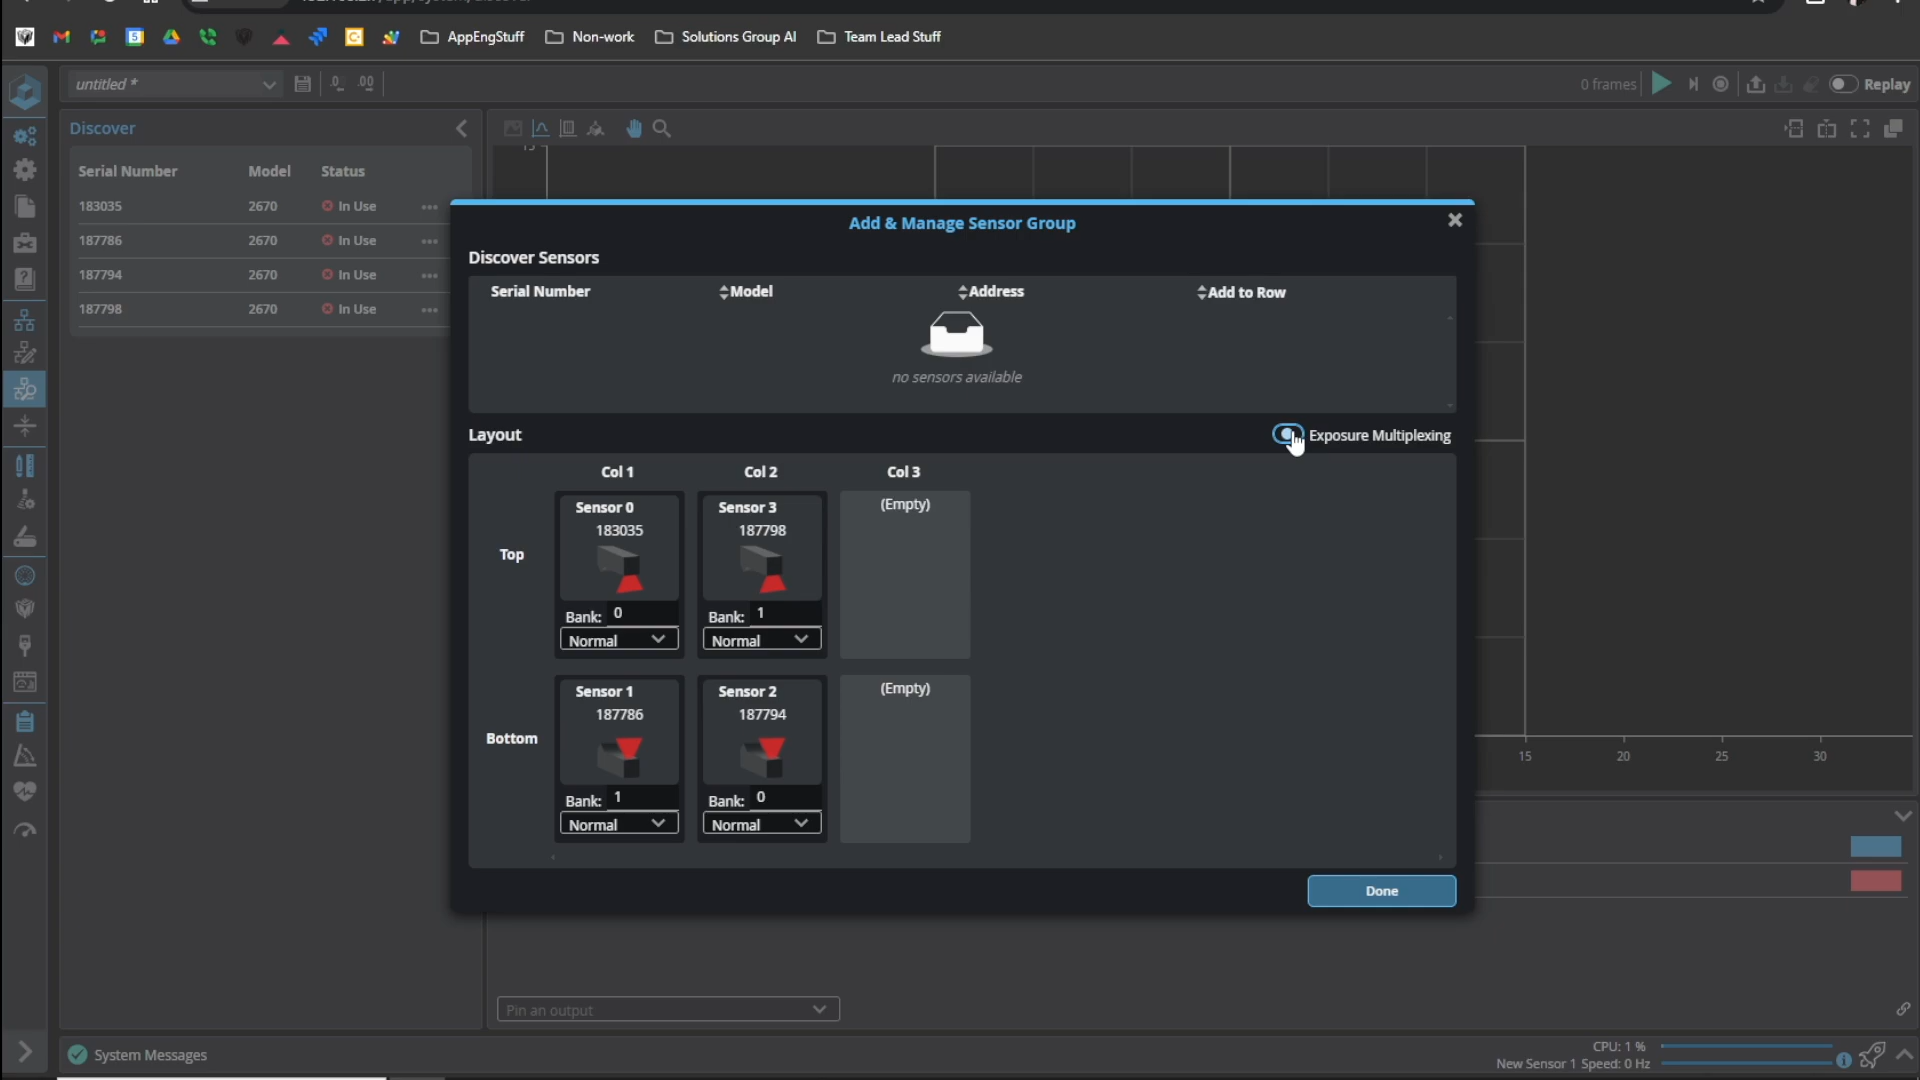 AppEngStuff Non-work Solutions Group AI Team Lead Stuff
untitled * 0 frames Replay
Discover
Serial Number Model Status
183035 2670 In Use
187786 2670 In Use
187794 2670 In Use
187798 2670 In Use
Add & Manage Sensor Group
Discover Sensors
Serial Number Model Address Add to Row
no sensors available
Layout Exposure Multiplexing
Col 1 Col 2 Col 3
Top
Sensor 0
183035
Bank: 0
Normal
Sensor 3
187798
Bank: 1
Normal
(Empty)
Bottom
Sensor 1
187786
Bank: 1
Normal
Sensor 2
187794
Bank: 0
Normal
(Empty)
Done
15 20 25 30
Pin an output
System Messages
CPU: 1 %
New Sensor 1 Speed: 0 Hz